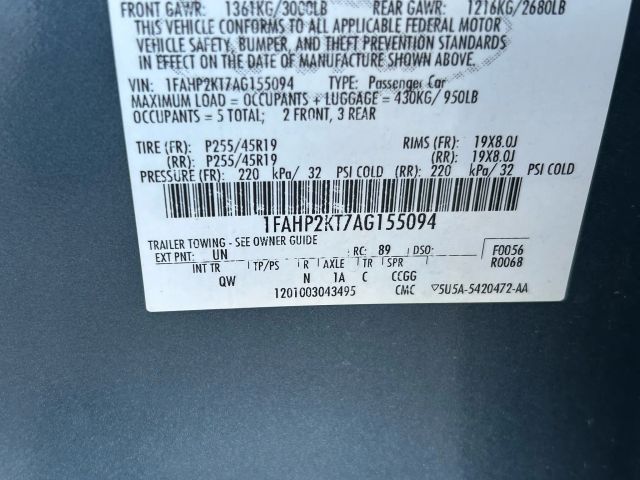 FRONT GAWR: 1361KG/3000LB REAR GAWR: 1216KG/2680LB
THIS VEHICLE CONFORMS TO ALL APPLICABLE FEDERAL MOTOR
VEHICLE SAFETY, BUMPER, AND THEFT PREVENTION STANDARDS
IN EFFECT ON THE DATE OF MANUFACTURE SHOWN ABOVE.
VIN: 1FAHP2KT7AG155094 TYPE: Passenger Car
MAXIMUM LOAD = OCCUPANTS + LUGGAGE = 430KG/ 950LB
OCCUPANTS = 5 TOTAL; 2 FRONT, 3 REAR
TIRE (FR): P255/45R19 RIMS (FR): 19X8.0J
(RR): P255/45R19 (RR): 19X8.0J
PRESSURE (FR): 220 kPa/ 32 PSI COLD (RR): 220 kPa/ 32 PSI COLD
1FAHP2KT7AG155094
TRAILER TOWING - SEE OWNER GUIDE
EXT PNT: UN RC: 89 DSO: F0056
INT TR TP/PS R AXLE TR SPR R0068
QW N 1A C CCGG
1201003043495 CMC ▽5U5A-5420472-AA